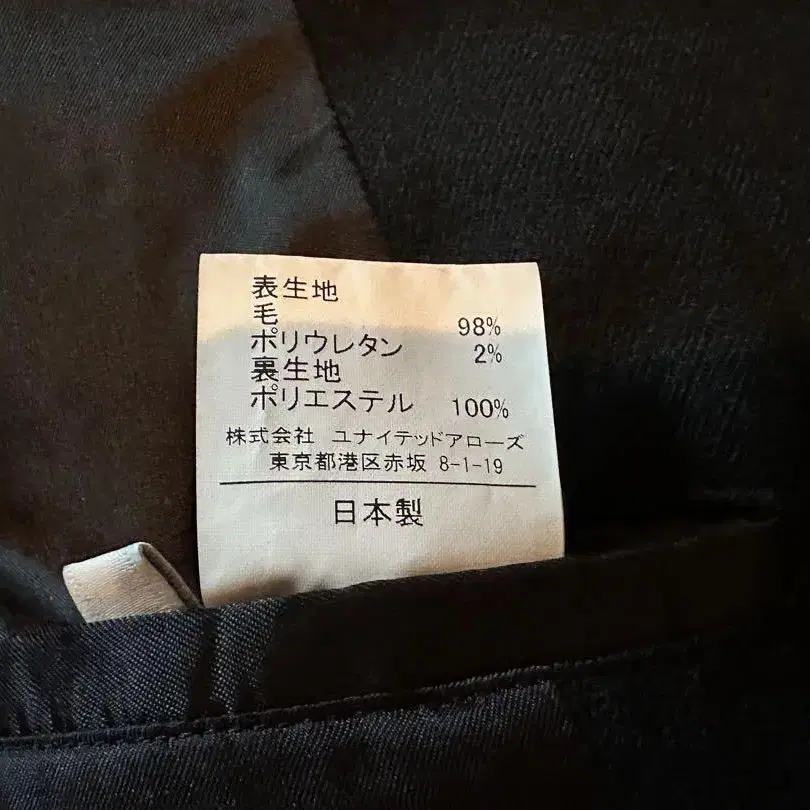 表生地
毛 98%
ポリウレタン 2%
裏生地
ポリエステル 100%
株式会社 ユナイテッドアローズ
東京都港区赤坂 8-1-19
日本製